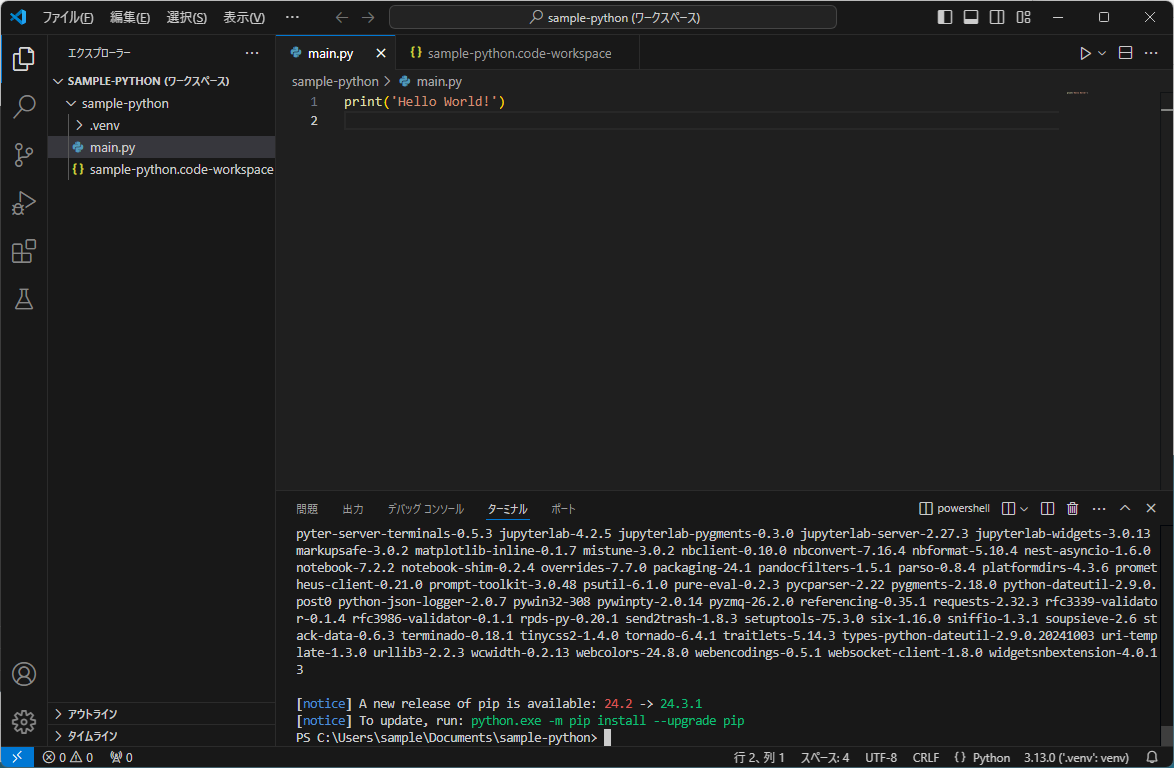 ファイル(F) 編集(E) 選択(S) 表示(V) ··· sample-python (ワークスペース)
エクスプローラー ···
SAMPLE-PYTHON (ワークスペース)
sample-python
.venv
main.py
{} sample-python.code-workspace
アウトライン
タイムライン
main.py {} sample-python.code-workspace
sample-python > main.py
1 print('Hello World!')
2
問題 出力 デバッグ コンソール ターミナル ポート powershell
pyter-server-terminals-0.5.3 jupyterlab-4.2.5 jupyterlab-pygments-0.3.0 jupyterlab-server-2.27.3 jupyterlab-widgets-3.0.13
markupsafe-3.0.2 matplotlib-inline-0.1.7 mistune-3.0.2 nbclient-0.10.0 nbconvert-7.16.4 nbformat-5.10.4 nest-asyncio-1.6.0
notebook-7.2.2 notebook-shim-0.2.4 overrides-7.7.0 packaging-24.1 pandocfilters-1.5.1 parso-0.8.4 platformdirs-4.3.6 promet
heus-client-0.21.0 prompt-toolkit-3.0.48 psutil-6.1.0 pure-eval-0.2.3 pycparser-2.22 pygments-2.18.0 python-dateutil-2.9.0.
post0 python-json-logger-2.0.7 pywin32-308 pywinpty-2.0.14 pyzmq-26.2.0 referencing-0.35.1 requests-2.32.3 rfc3339-validato
r-0.1.4 rfc3986-validator-0.1.1 rpds-py-0.20.1 send2trash-1.8.3 setuptools-75.3.0 six-1.16.0 sniffio-1.3.1 soupsieve-2.6 st
ack-data-0.6.3 terminado-0.18.1 tinycss2-1.4.0 tornado-6.4.1 traitlets-5.14.3 types-python-dateutil-2.9.0.20241003 uri-temp
late-1.3.0 urllib3-2.2.3 wcwidth-0.2.13 webcolors-24.8.0 webencodings-0.5.1 websocket-client-1.8.0 widgetsnbextension-4.0.1
3
[notice] A new release of pip is available: 24.2 -> 24.3.1
[notice] To update, run: python.exe -m pip install --upgrade pip
PS C:\Users\sample\Documents\sample-python>
0 0 0 行 2、列 1 スペース: 4 UTF-8 CRLF {} Python 3.13.0 ('.venv': venv)